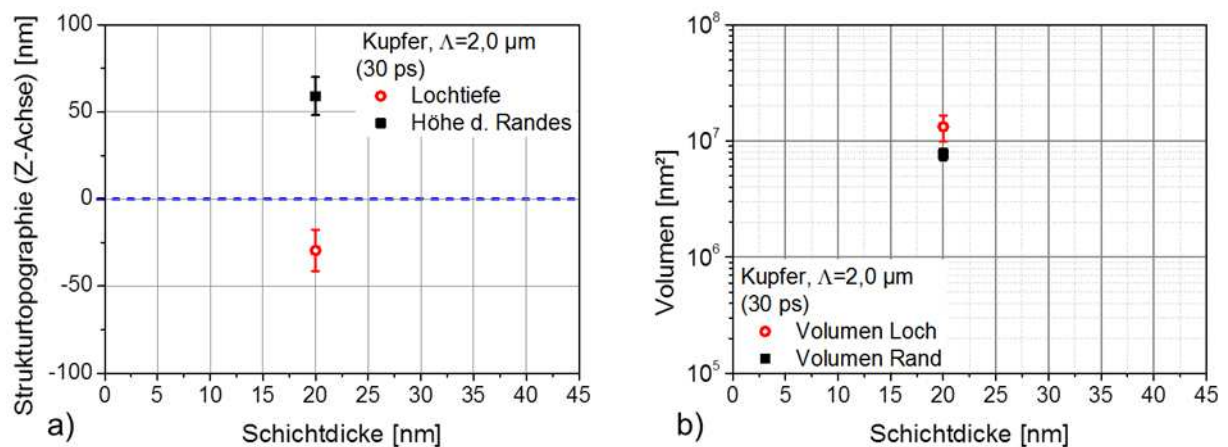 Strukturtopographie (Z-Achse) [nm]
100
50
0
-50
-100
Kupfer, Λ=2,0 µm
(30 ps)
Lochtiefe
Höhe d. Randes
0 5 10 15 20 25 30 35 40 45
Schichtdicke [nm]
a)
Volumen [nm²]
10⁸
10⁷
10⁶
10⁵
Kupfer, Λ=2,0 µm
(30 ps)
Volumen Loch
Volumen Rand
0 5 10 15 20 25 30 35 40 45
Schichtdicke [nm]
b)